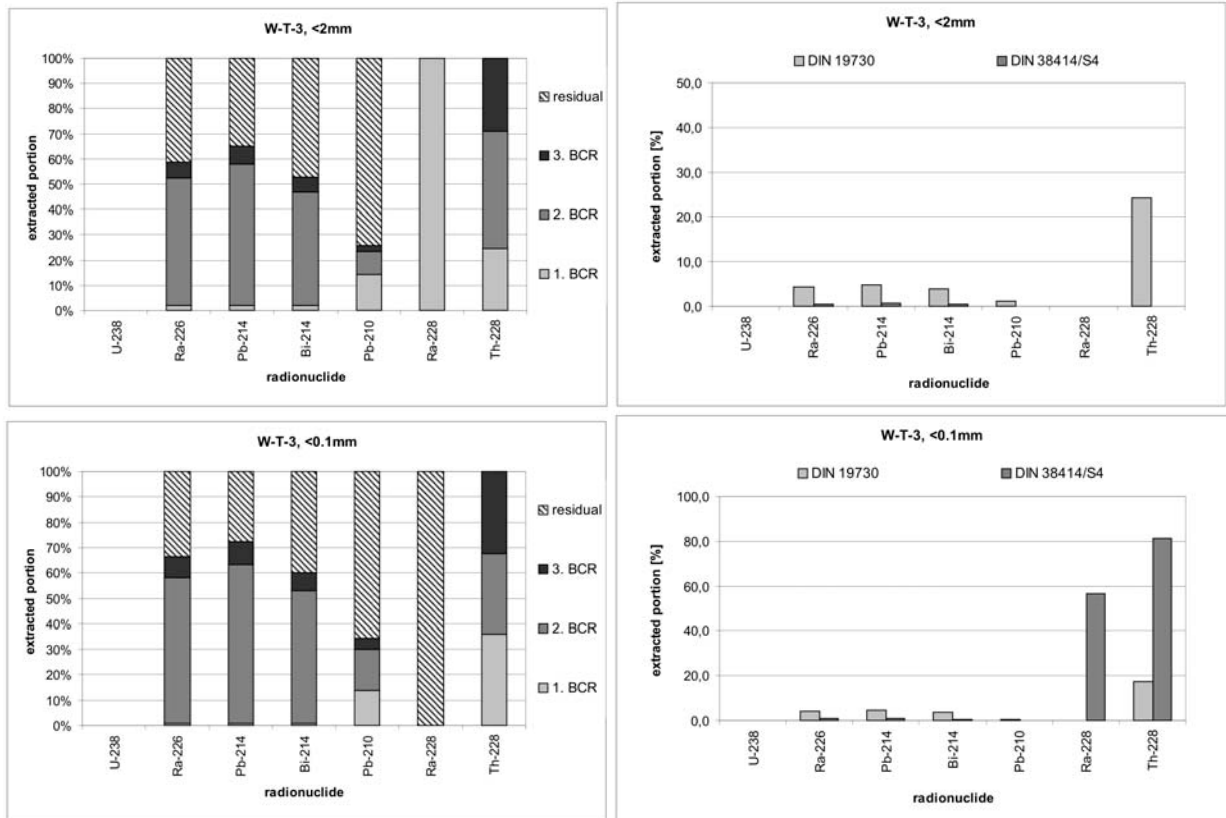 W-T-3, <2mm
extracted portion
100%
90%
80%
70%
60%
50%
40%
30%
20%
10%
0%
U-238
Ra-226
Pb-214
Bi-214
Pb-210
Ra-228
Th-228
radionuclide
residual
3. BCR
2. BCR
1. BCR
W-T-3, <2mm
DIN 19730 DIN 38414/S4
extracted portion [%]
50,0
40,0
30,0
20,0
10,0
0,0
U-238
Ra-226
Pb-214
Bi-214
Pb-210
Ra-228
Th-228
radionuclide
W-T-3, <0.1mm
extracted portion
100%
90%
80%
70%
60%
50%
40%
30%
20%
10%
0%
U-238
Ra-226
Pb-214
Bi-214
Pb-210
Ra-228
Th-228
radionuclide
residual
3. BCR
2. BCR
1. BCR
W-T-3, <0.1mm
DIN 19730 DIN 38414/S4
extracted portion [%]
100,0
80,0
60,0
40,0
20,0
0,0
U-238
Ra-226
Pb-214
Bi-214
Pb-210
Ra-228
Th-228
radionuclide